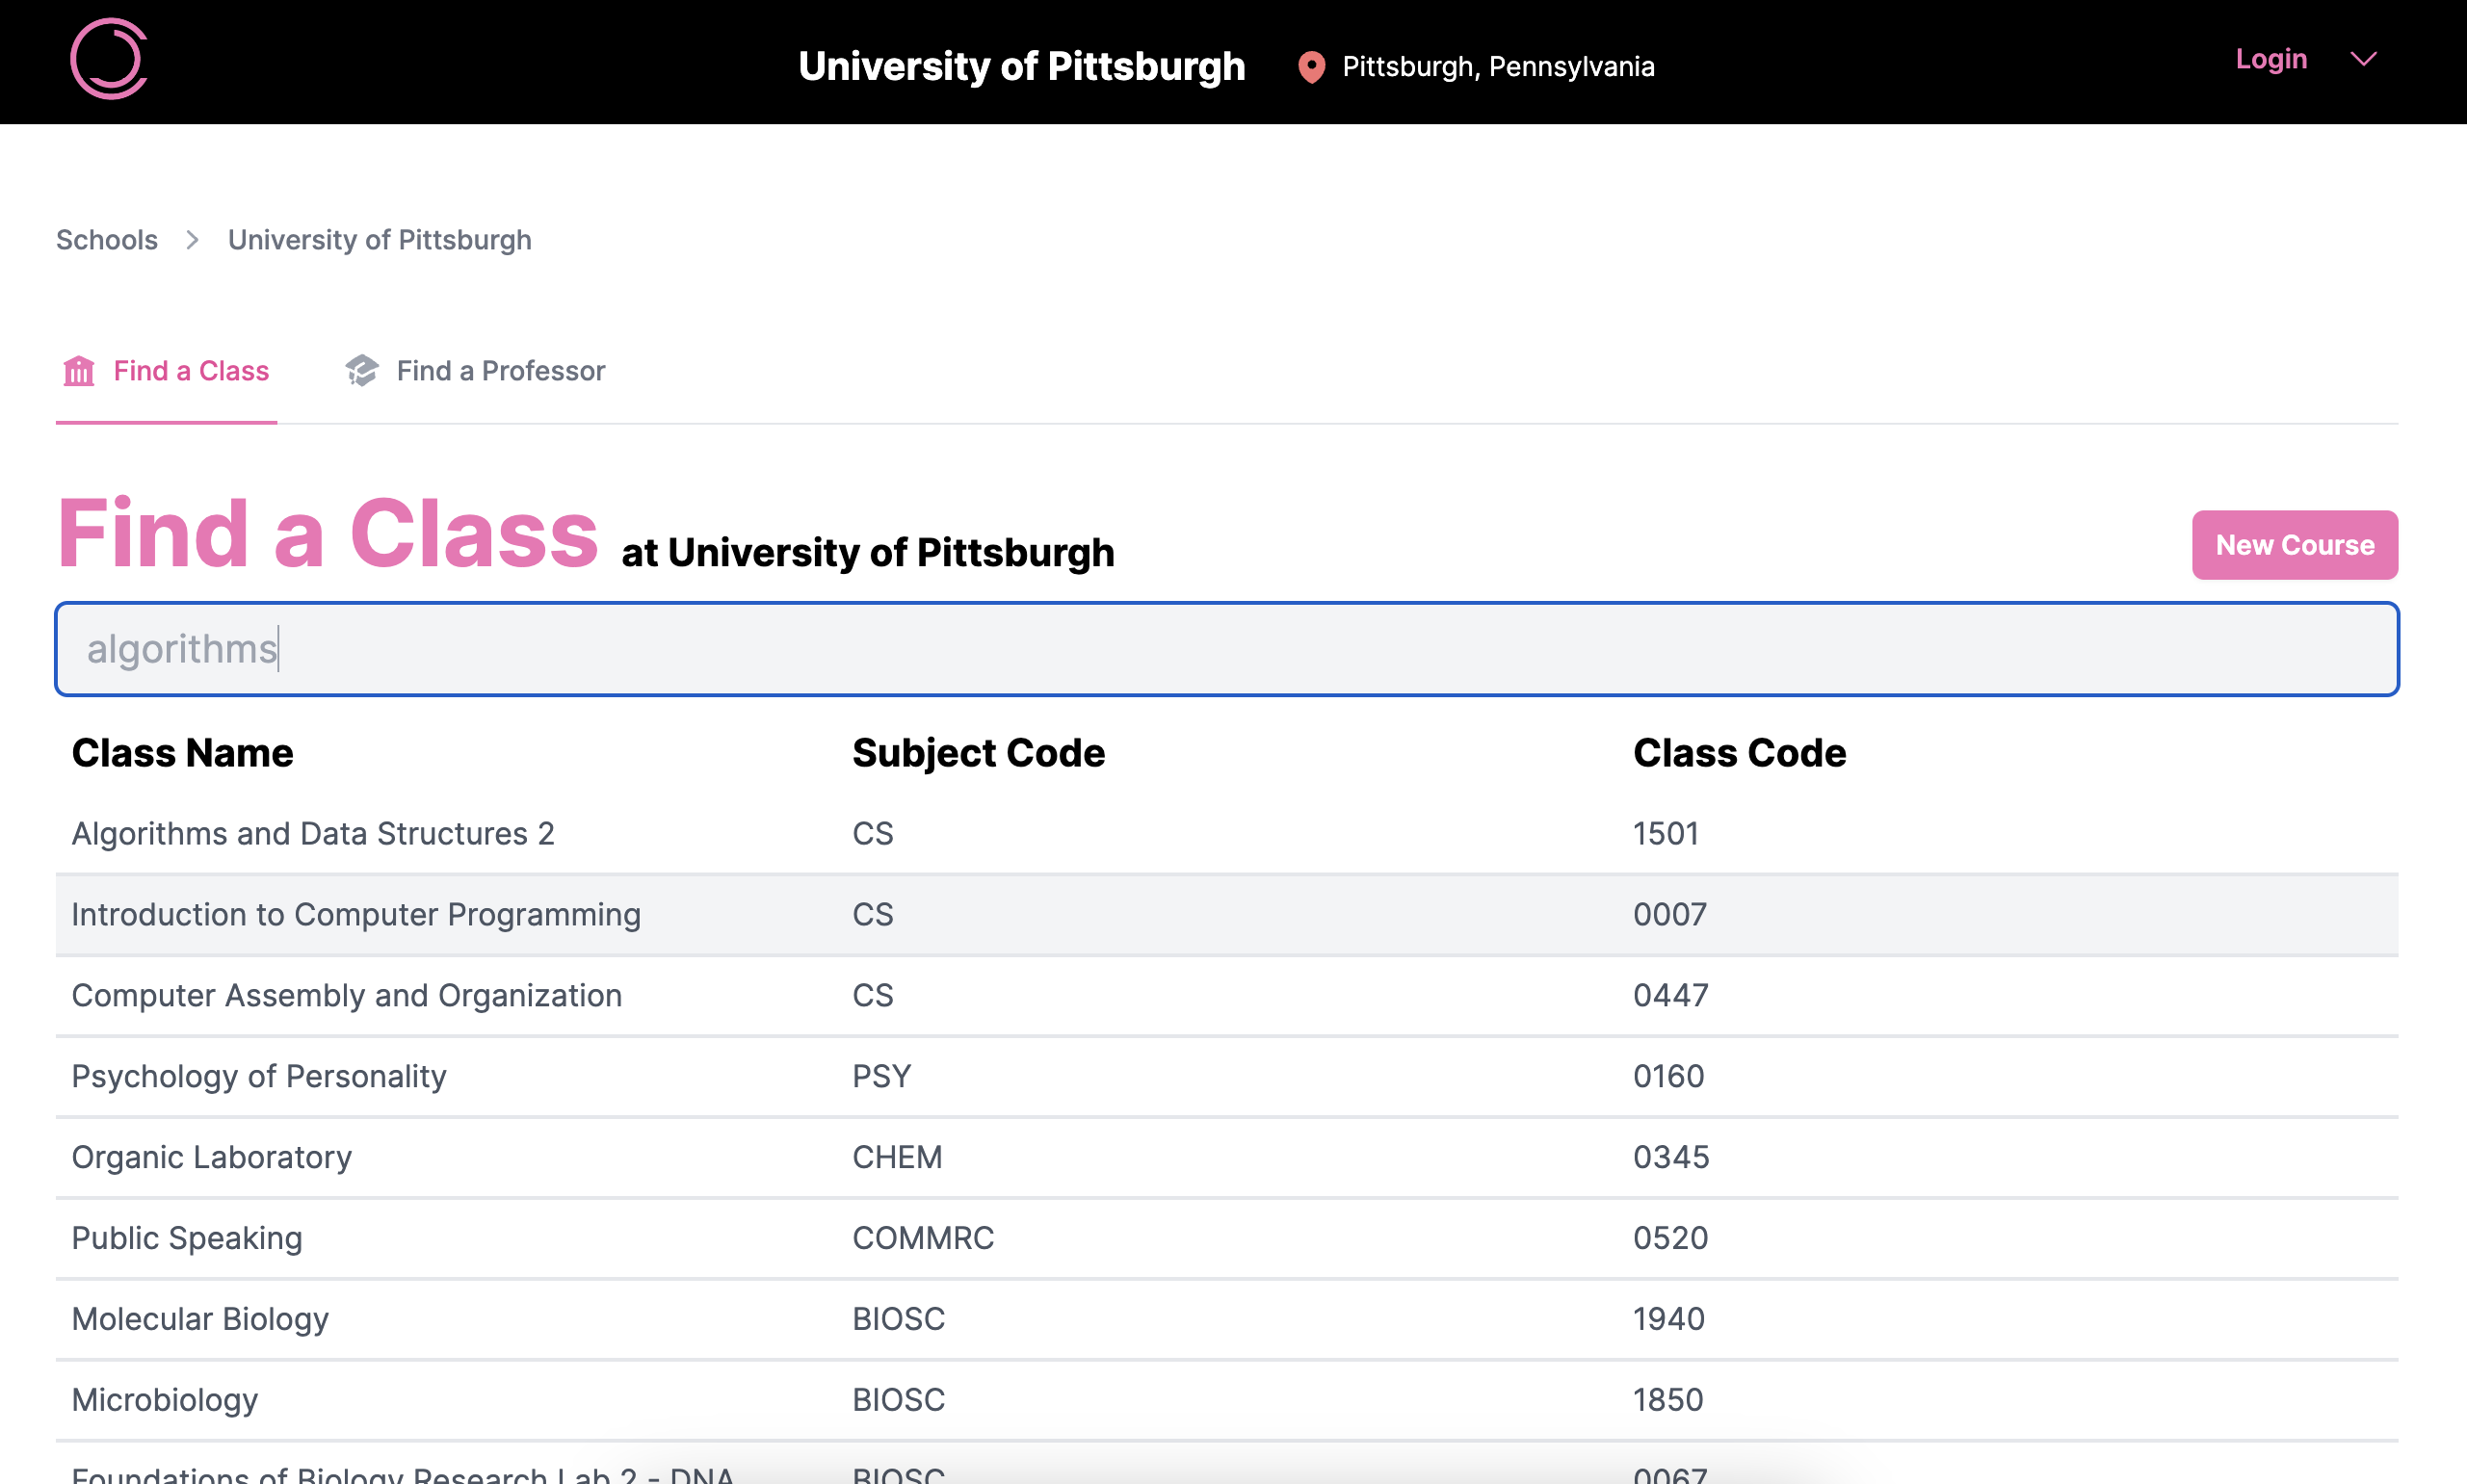 University of Pittsburgh Pittsburgh, Pennsylvania Login
Schools > University of Pittsburgh
Find a Class Find a Professor
Find a Class at University of Pittsburgh New Course
algorithms
Class Name Subject Code Class Code
Algorithms and Data Structures 2 CS 1501
Introduction to Computer Programming CS 0007
Computer Assembly and Organization CS 0447
Psychology of Personality PSY 0160
Organic Laboratory CHEM 0345
Public Speaking COMMRC 0520
Molecular Biology BIOSC 1940
Microbiology BIOSC 1850
Foundations of Biology Research Lab 2 - DNA BIOSC 0067